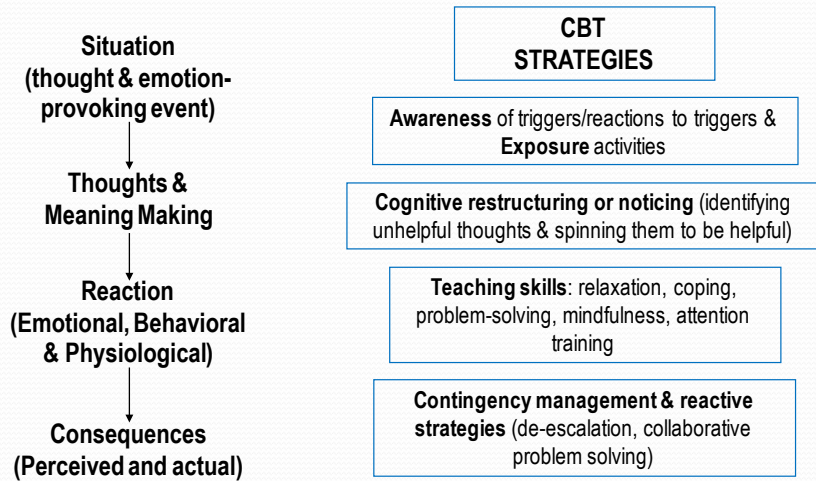 Situation
(thought & emotion-
provoking event)
Thoughts &
Meaning Making
Reaction
(Emotional, Behavioral
& Physiological)
Consequences
(Perceived and actual)
CBT
STRATEGIES
Awareness of triggers/reactions to triggers &
Exposure activities
Cognitive restructuring or noticing (identifying
unhelpful thoughts & spinning them to be helpful)
Teaching skills: relaxation, coping,
problem-solving, mindfulness, attention
training
Contingency management & reactive
strategies (de-escalation, collaborative
problem solving)